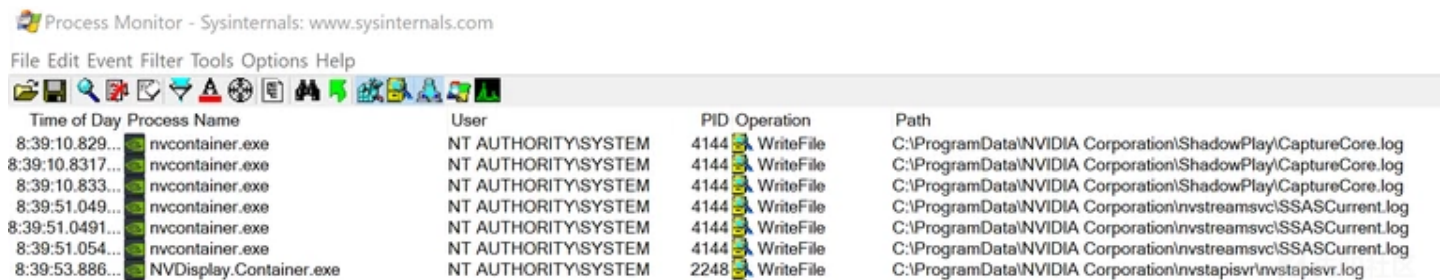 Process Monitor - Sysinternals: www.sysinternals.com
File Edit Event Filter Tools Options Help
Time of Day Process Name User PID Operation Path
8:39:10.829... nvcontainer.exe NT AUTHORITY\SYSTEM 4144 WriteFile C:\ProgramData\NVIDIA Corporation\ShadowPlay\CaptureCore.log
8:39:10.8317... nvcontainer.exe NT AUTHORITY\SYSTEM 4144 WriteFile C:\ProgramData\NVIDIA Corporation\ShadowPlay\CaptureCore.log
8:39:10.833... nvcontainer.exe NT AUTHORITY\SYSTEM 4144 WriteFile C:\ProgramData\NVIDIA Corporation\ShadowPlay\CaptureCore.log
8:39:51.049... nvcontainer.exe NT AUTHORITY\SYSTEM 4144 WriteFile C:\ProgramData\NVIDIA Corporation\nvstreamsvc\SSASCurrent.log
8:39:51.0491... nvcontainer.exe NT AUTHORITY\SYSTEM 4144 WriteFile C:\ProgramData\NVIDIA Corporation\nvstreamsvc\SSASCurrent.log
8:39:51.054... nvcontainer.exe NT AUTHORITY\SYSTEM 4144 WriteFile C:\ProgramData\NVIDIA Corporation\nvstreamsvc\SSASCurrent.log
8:39:53.886... NVDisplay.Container.exe NT AUTHORITY\SYSTEM 2248 WriteFile C:\ProgramData\NVIDIA Corporation\nvstapisvr\nvstapisvr.log